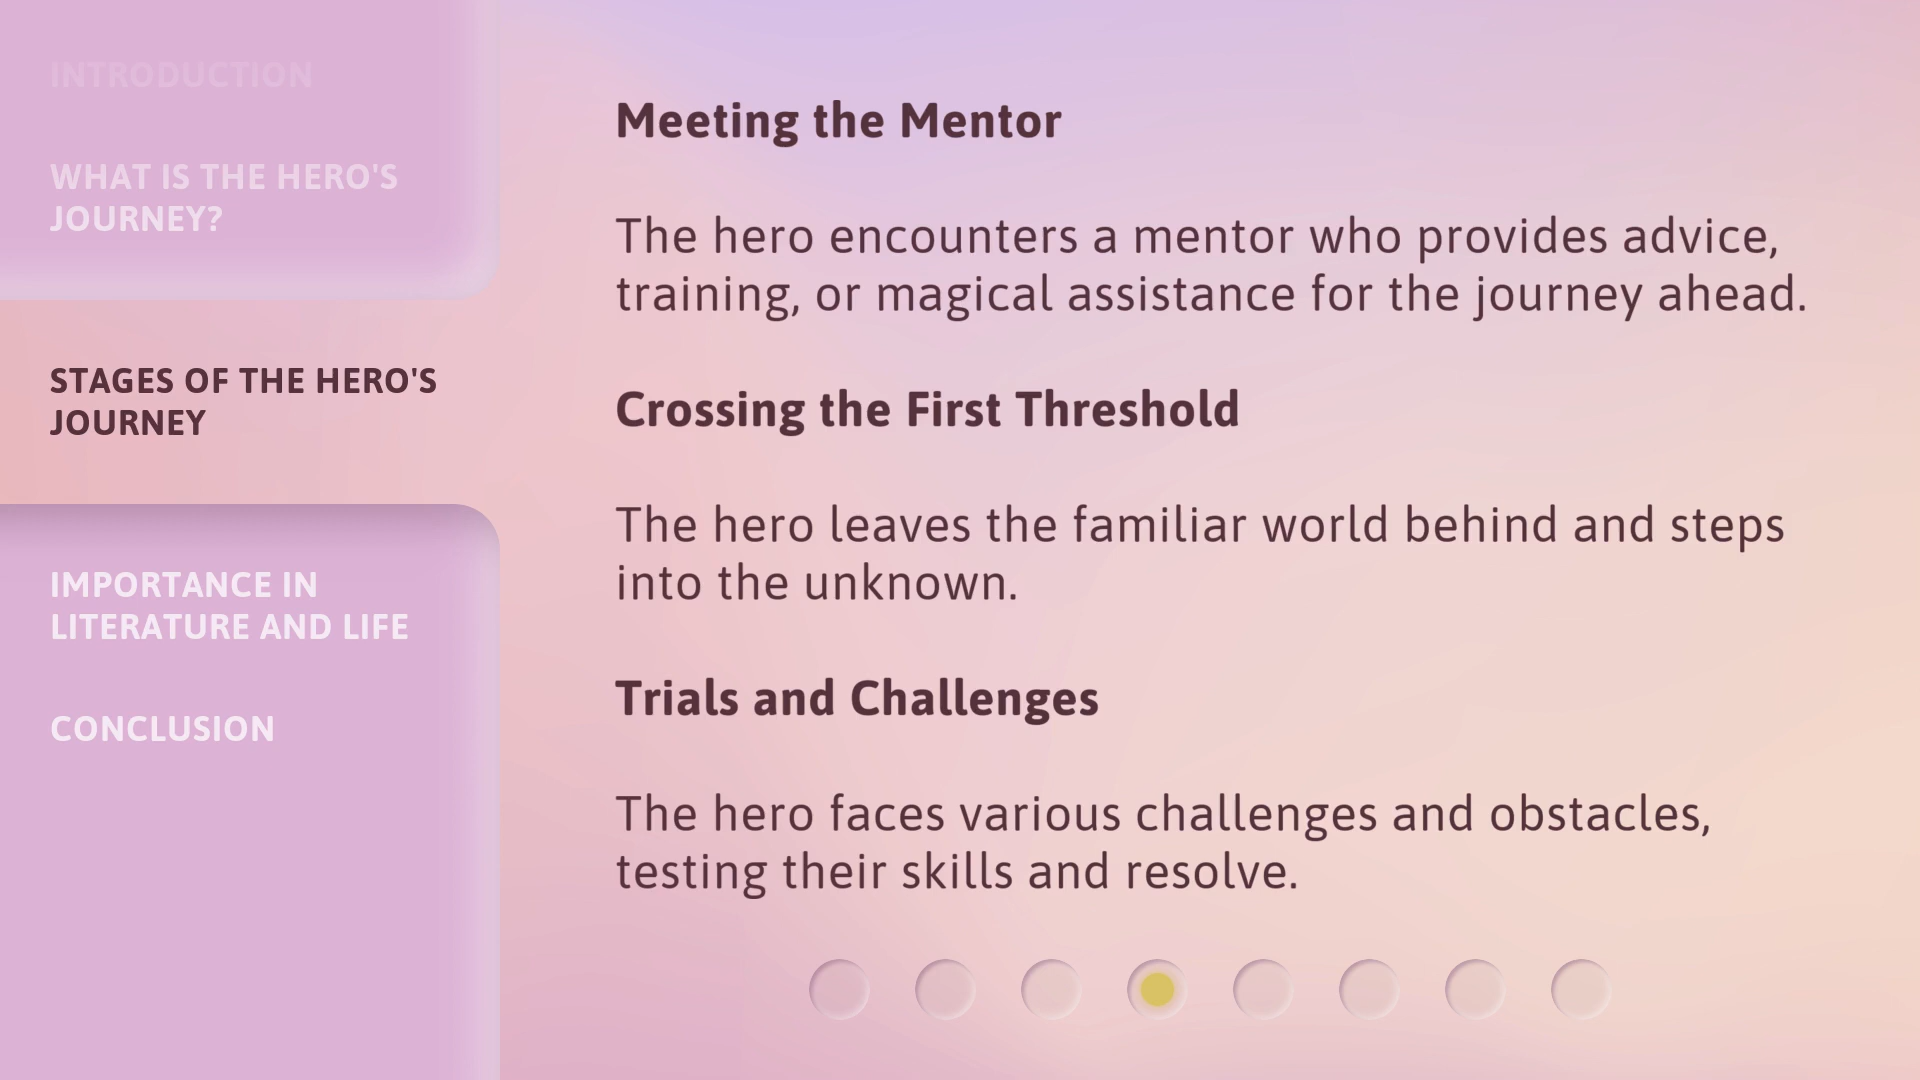 INTRODUCTION
WHAT IS THE HERO'S
JOURNEY?
STAGES OF THE HERO'S
JOURNEY
IMPORTANCE IN
LITERATURE AND LIFE
CONCLUSION
Meeting the Mentor
The hero encounters a mentor who provides advice,
training, or magical assistance for the journey ahead.
Crossing the First Threshold
The hero leaves the familiar world behind and steps
into the unknown.
Trials and Challenges
The hero faces various challenges and obstacles,
testing their skills and resolve.